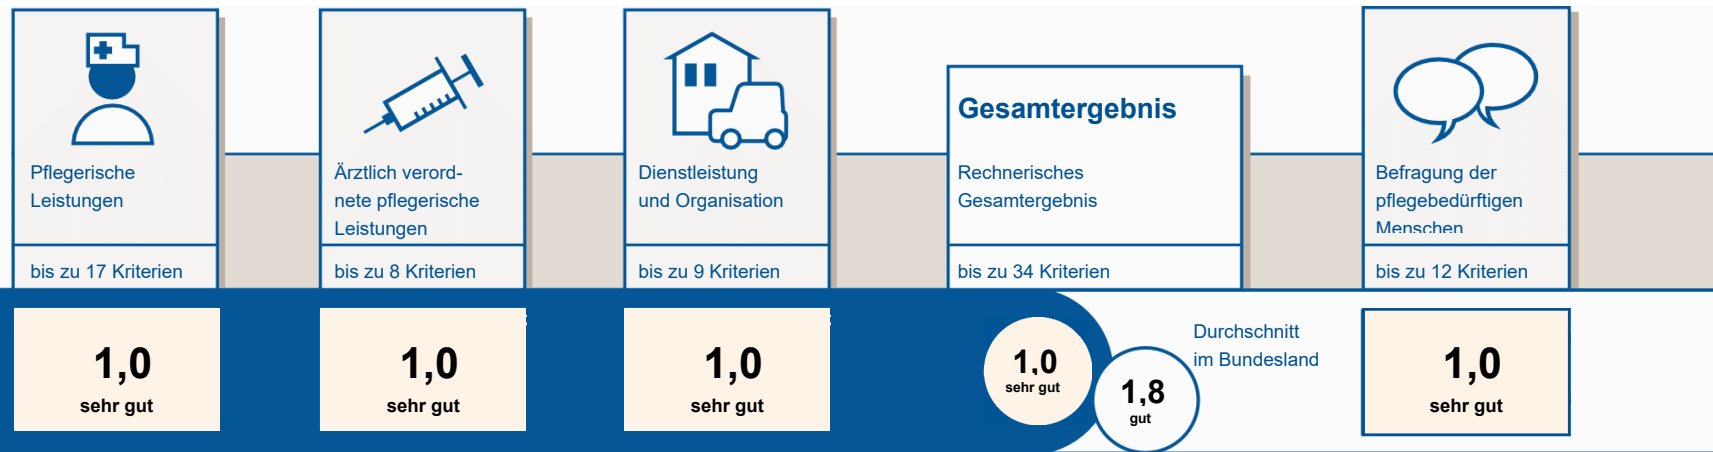 Pflegerische
Leistungen
bis zu 17 Kriterien
1,0
sehr gut
Ärztlich verord-
nete pflegerische
Leistungen
bis zu 8 Kriterien
1,0
sehr gut
Dienstleistung
und Organisation
bis zu 9 Kriterien
1,0
sehr gut
Gesamtergebnis
Rechnerisches
Gesamtergebnis
bis zu 34 Kriterien
1,0
sehr gut
1,8
gut
Durchschnitt
im Bundesland
Befragung der
pflegebedürftigen
Menschen
bis zu 12 Kriterien
1,0
sehr gut